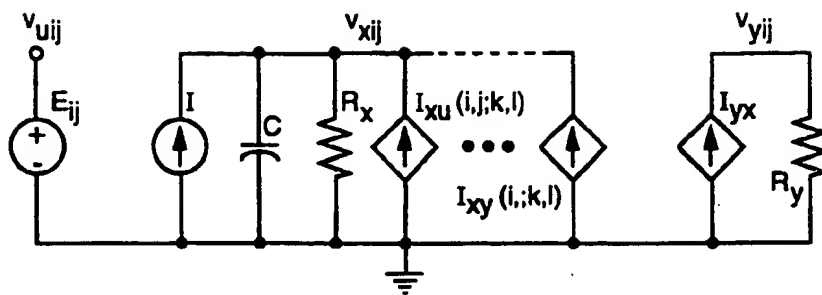 v_uij
v_xij
v_yij
E_ij
+
-
I
C
R_x
I_xu (i,j;k,l)
I_xy (i,;k,l)
I_yx
R_y